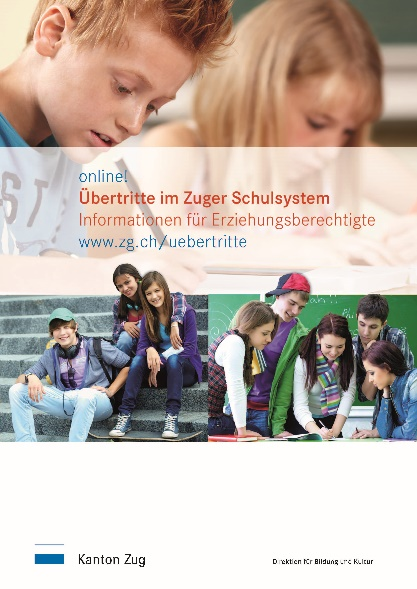 online!
Übertritte im Zuger Schulsystem
Informationen für Erziehungsberechtigte
www.zg.ch/uebertritte
Kanton Zug
Direktion für Bildung und Kultur